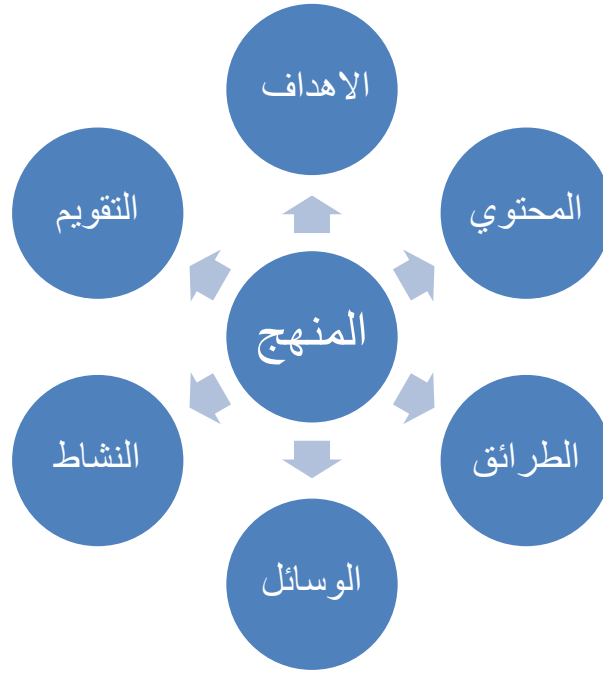 الاهداف
المحتوي
التقويم
المنهج
الطرائق
النشاط
الوسائل